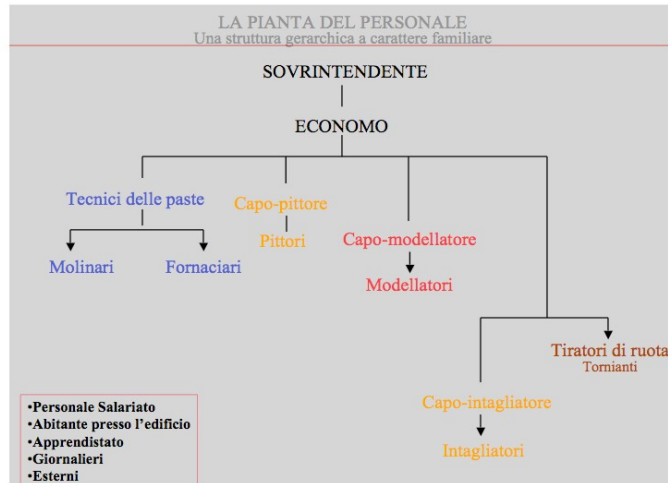 LA PIANTA DEL PERSONALE
Una struttura gerarchica a carattere familiare
SOVRINTENDENTE
ECONOMO
Tecnici delle paste
Molinari
Fornaciari
Capo-pittore
Pittori
Capo-modellatore
Modellatori
Capo-intagliatore
Intagliatori
Tiratori di ruota
Tornianti
•Personale Salariato
•Abitante presso l'edificio
•Apprendistato
•Giornalieri
•Esterni